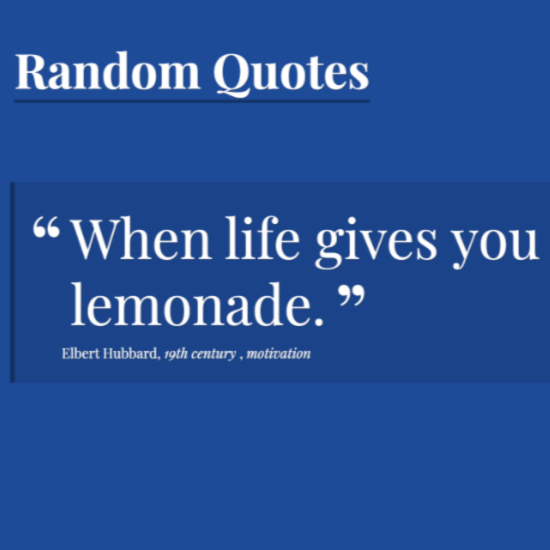 Random Quotes
“ When life gives you
lemonade. ”
Elbert Hubbard, 19th century , motivation